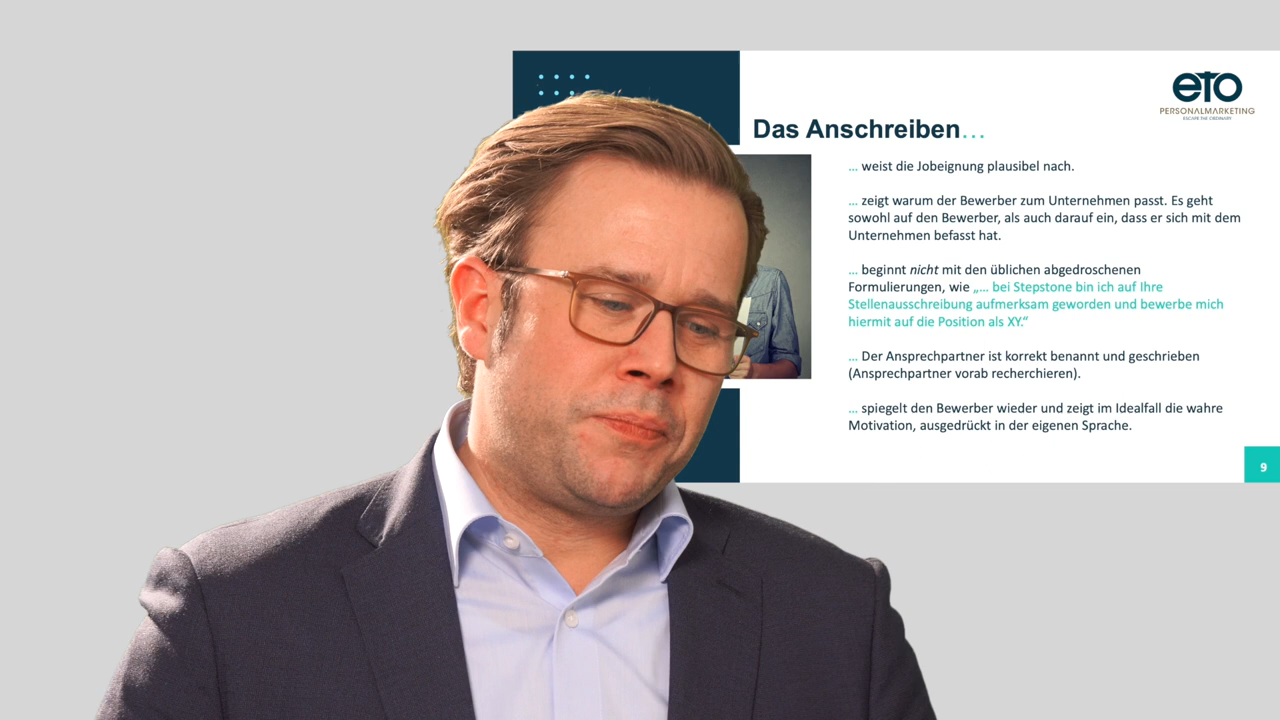 eTO
PERSONALMARKETING
ESCAPE THE ORDINARY
Das Anschreiben...
... weist die Jobeignung plausibel nach.
... zeigt warum der Bewerber zum Unternehmen passt. Es geht
sowohl auf den Bewerber, als auch darauf ein, dass er sich mit dem
Unternehmen befasst hat.
... beginnt nicht mit den üblichen abgedroschenen
Formulierungen, wie „... bei Stepstone bin ich auf Ihre
Stellenausschreibung aufmerksam geworden und bewerbe mich
hiermit auf die Position als XY.“
... Der Ansprechpartner ist korrekt benannt und geschrieben
(Ansprechpartner vorab recherchieren).
... spiegelt den Bewerber wieder und zeigt im Idealfall die wahre
Motivation, ausgedrückt in der eigenen Sprache.
9